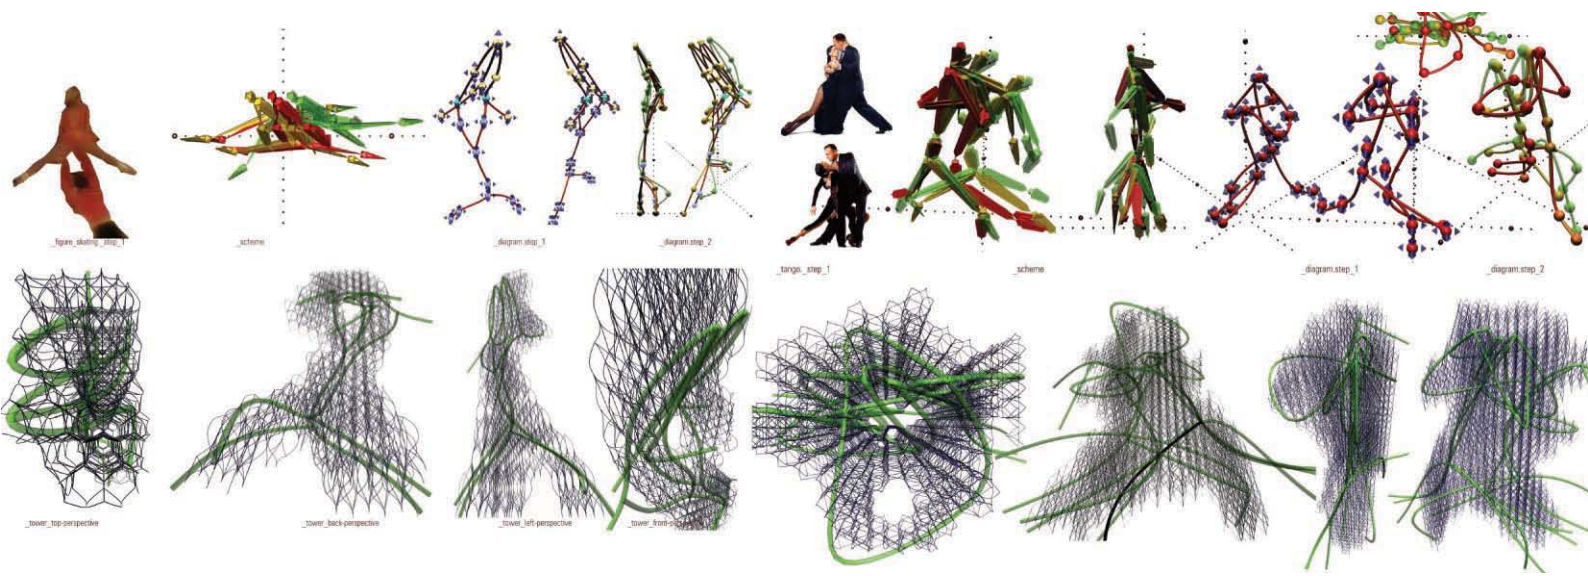 _figure_skating_step_1
_scheme
_diagram.step_1
_diagram.step_2
_tango._step_1
_scheme
_diagram.step_1
_diagram.step_2
_tower_top-perspective
_tower_back-perspective
_tower_left-perspective